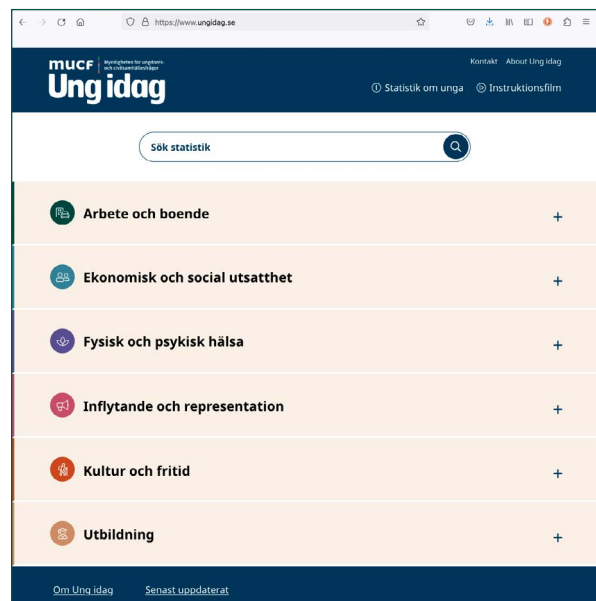 https://www.ungidag.se
mucf
Myndigheten för ungdoms-
och civilsamhällesfrågor
Kontakt About Ung idag
Ung idag
Statistik om unga Instruktionsfilm
Sök statistik
Arbete och boende
Ekonomisk och social utsatthet
Fysisk och psykisk hälsa
Inflytande och representation
Kultur och fritid
Utbildning
Om Ung idag Senast uppdaterat